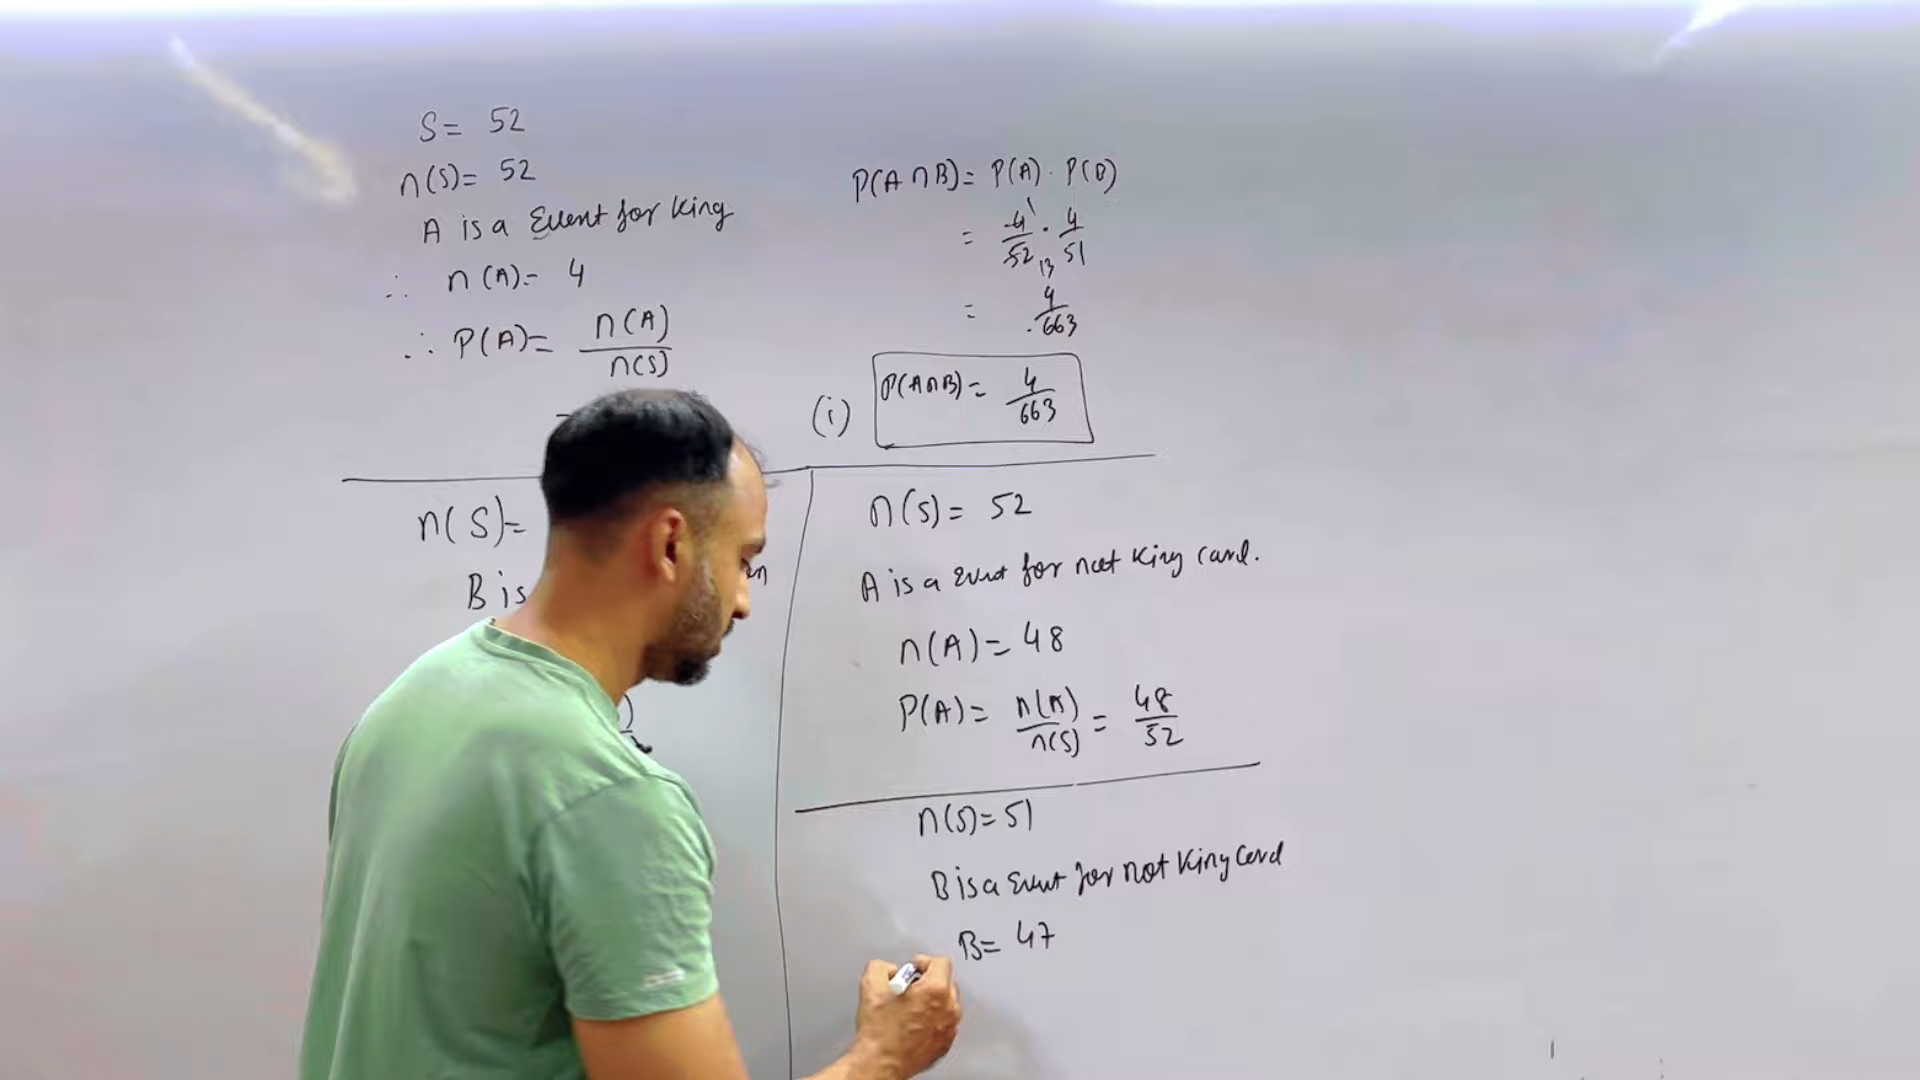 S = 52
n(S) = 52
A is a Event for King
∴ n(A) = 4
∴ P(A) = n(A)/n(S)
n(S) =
B is
P(A∩B) = P(A) · P(B)
= 4/52 · 4/51
1
13
= 4/663
(i) P(A∩B) = 4/663
n(S) = 52
A is a Event for not King Card.
n(A) = 48
P(A) = n(A)/n(S) = 48/52
n(S) = 51
B is a Event for not King Card
B = 47